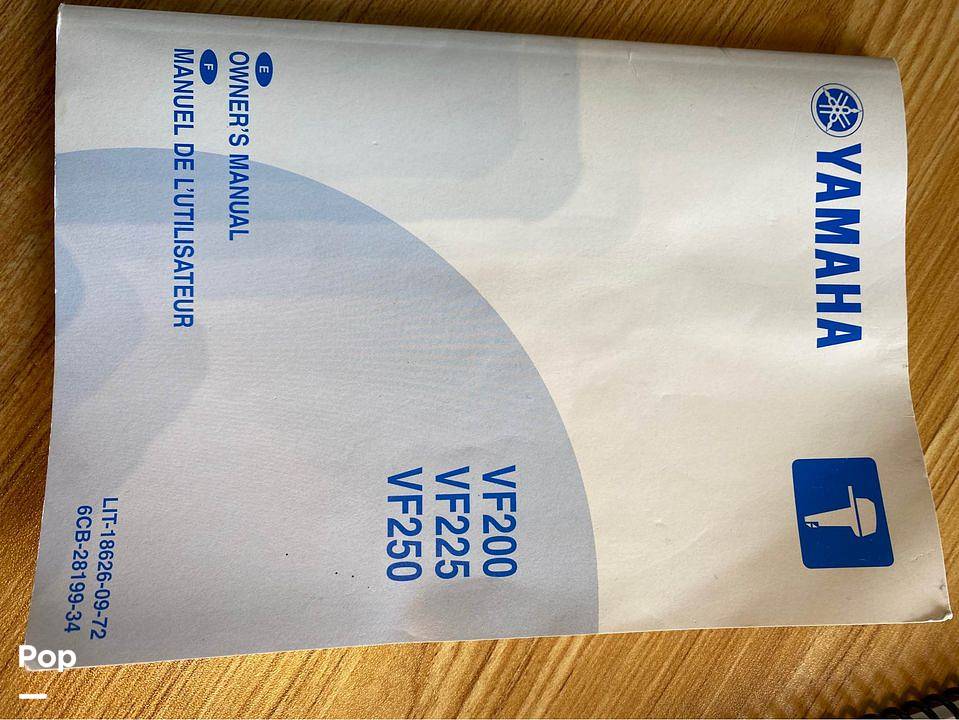 YAMAHA
VF200
VF225
VF250
E
OWNER'S MANUAL
F
MANUEL DE L'UTILISATEUR
LIT-18626-09-72
6CB-28199-34
Pop